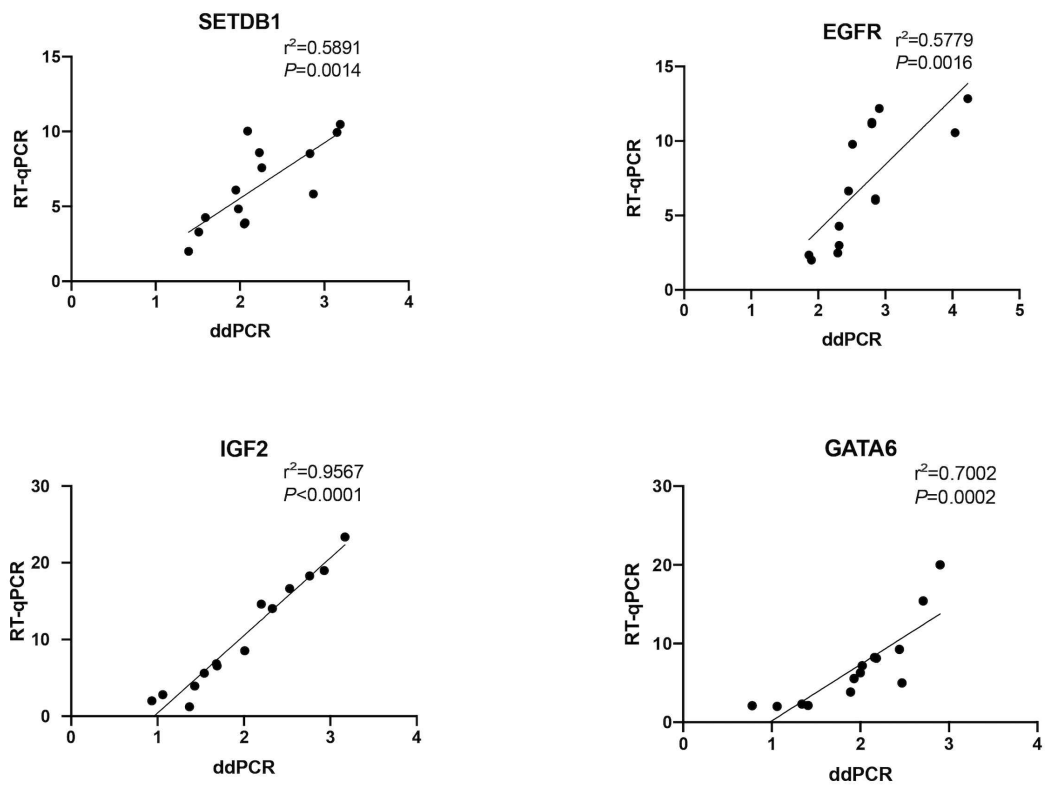 SETDB1
r²=0.5891
P=0.0014
15
10
5
0
RT-qPCR
0 1 2 3 4
ddPCR
EGFR
r²=0.5779
P=0.0016
15
10
5
0
RT-qPCR
0 1 2 3 4 5
ddPCR
IGF2
r²=0.9567
P<0.0001
30
20
10
0
RT-qPCR
0 1 2 3 4
ddPCR
GATA6
r²=0.7002
P=0.0002
30
20
10
0
RT-qPCR
0 1 2 3 4
ddPCR